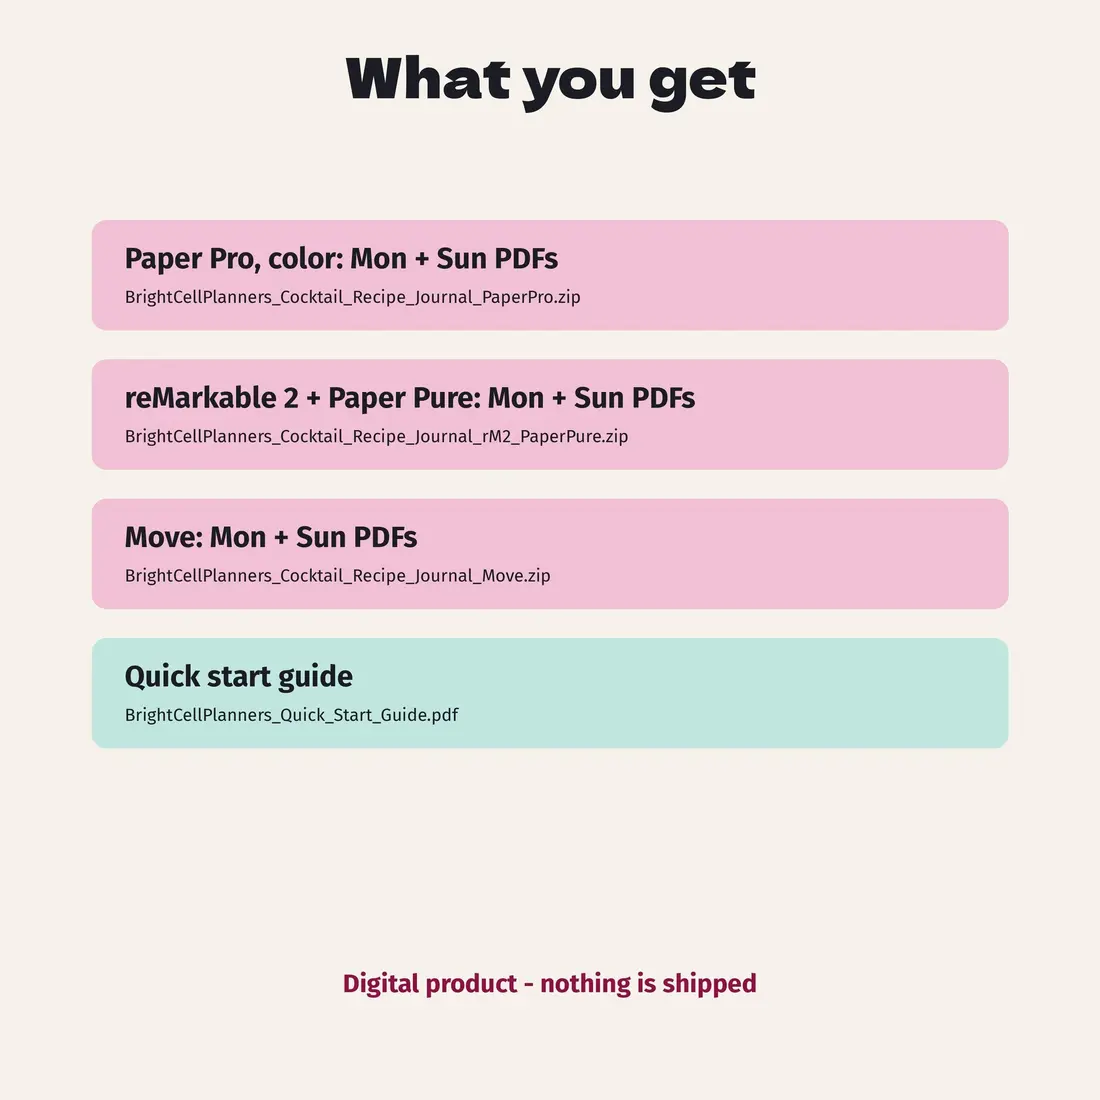 What you get
Paper Pro, color: Mon + Sun PDFs
BrightCellPlanners_Cocktail_Recipe_Journal_PaperPro.zip
reMarkable 2 + Paper Pure: Mon + Sun PDFs
BrightCellPlanners_Cocktail_Recipe_Journal_rM2_PaperPure.zip
Move: Mon + Sun PDFs
BrightCellPlanners_Cocktail_Recipe_Journal_Move.zip
Quick start guide
BrightCellPlanners_Quick_Start_Guide.pdf
Digital product - nothing is shipped